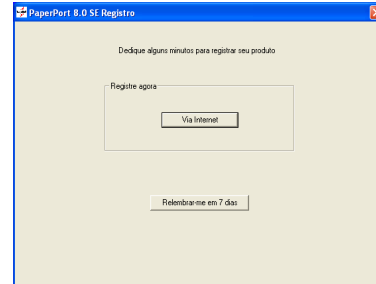 PaperPort 8.0 SE Registro
Dedique alguns minutos para registrar seu produto
Registre agora
Via Internet
Relembrar-me em 7 dias